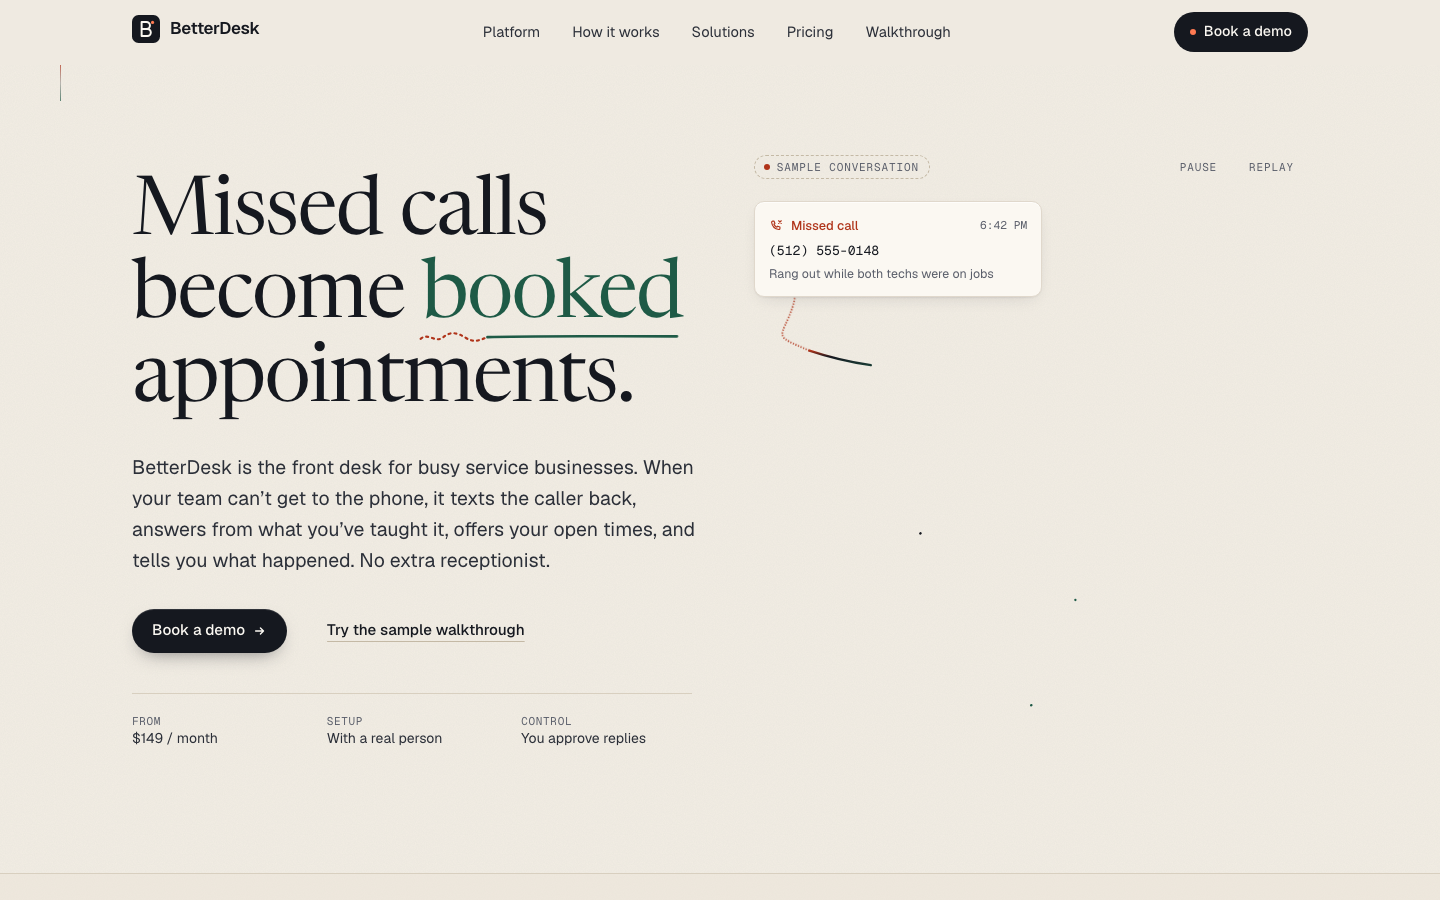 BetterDesk
Platform
How it works
Solutions
Pricing
Walkthrough
Book a demo
Missed calls
become booked
appointments.
BetterDesk is the front desk for busy service businesses. When
your team can’t get to the phone, it texts the caller back,
answers from what you’ve taught it, offers your open times, and
tells you what happened. No extra receptionist.
Book a demo →
Try the sample walkthrough
FROM
$149 / month
SETUP
With a real person
CONTROL
You approve replies
SAMPLE CONVERSATION
PAUSE
REPLAY
Missed call
6:42 PM
(512) 555-0148
Rang out while both techs were on jobs